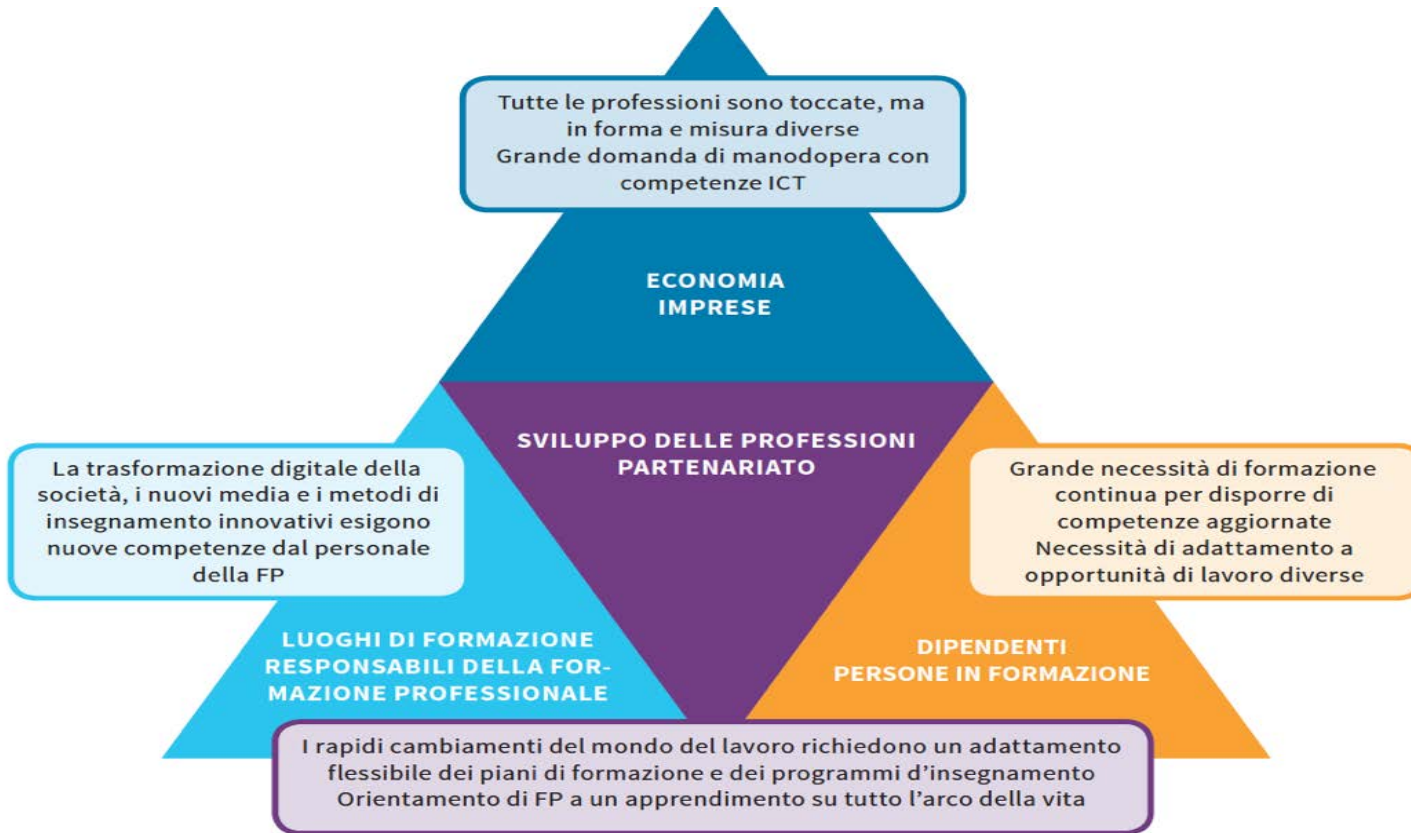 Tutte le professioni sono toccate, ma
in forma e misura diverse
Grande domanda di manodopera con
competenze ICT
ECONOMIA
IMPRESE
SVILUPPO DELLE PROFESSIONI
PARTENARIATO
La trasformazione digitale della
società, i nuovi media e i metodi di
insegnamento innovativi esigono
nuove competenze dal personale
della FP
Grande necessità di formazione
continua per disporre di
competenze aggiornate
Necessità di adattamento a
opportunità di lavoro diverse
LUOGHI DI FORMAZIONE
RESPONSABILI DELLA FOR-
MAZIONE PROFESSIONALE
DIPENDENTI
PERSONE IN FORMAZIONE
I rapidi cambiamenti del mondo del lavoro richiedono un adattamento
flessibile dei piani di formazione e dei programmi d’insegnamento
Orientamento di FP a un apprendimento su tutto l’arco della vita